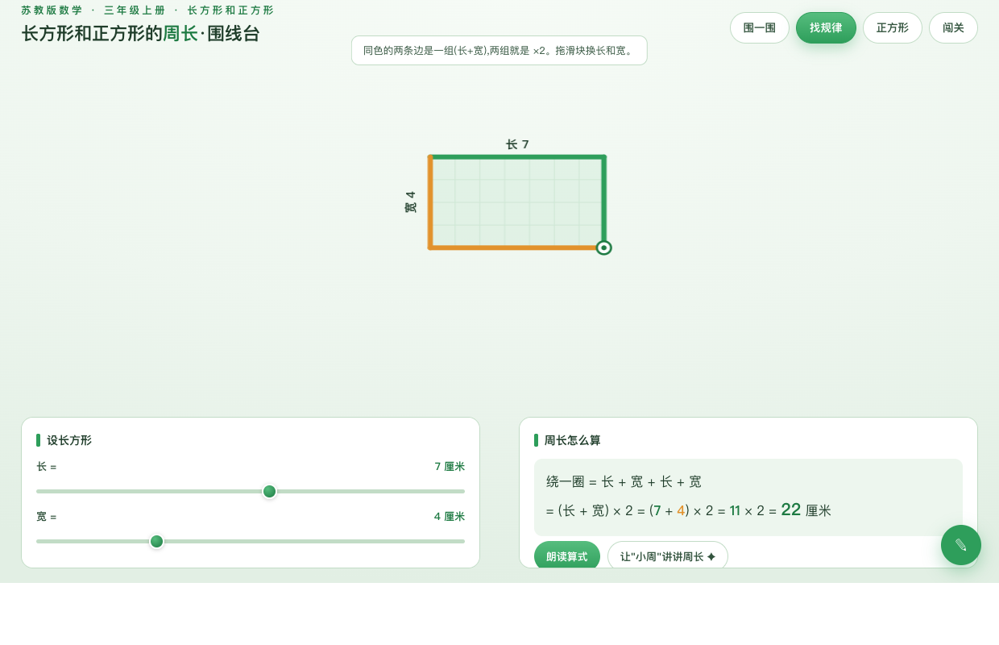 苏教版数学 · 三年级上册 · 长方形和正方形
长方形和正方形的周长·围线台
围一围
找规律
正方形
闯关
同色的两条边是一组(长+宽),两组就是 ×2。拖滑块换长和宽。
长 7
宽 4
设长方形
长 =
7 厘米
宽 =
4 厘米
周长怎么算
绕一圈 = 长 + 宽 + 长 + 宽
= (长 + 宽) × 2 = (7 + 4) × 2 = 11 × 2 = 22 厘米
朗读算式
让"小周"讲讲周长 ✦